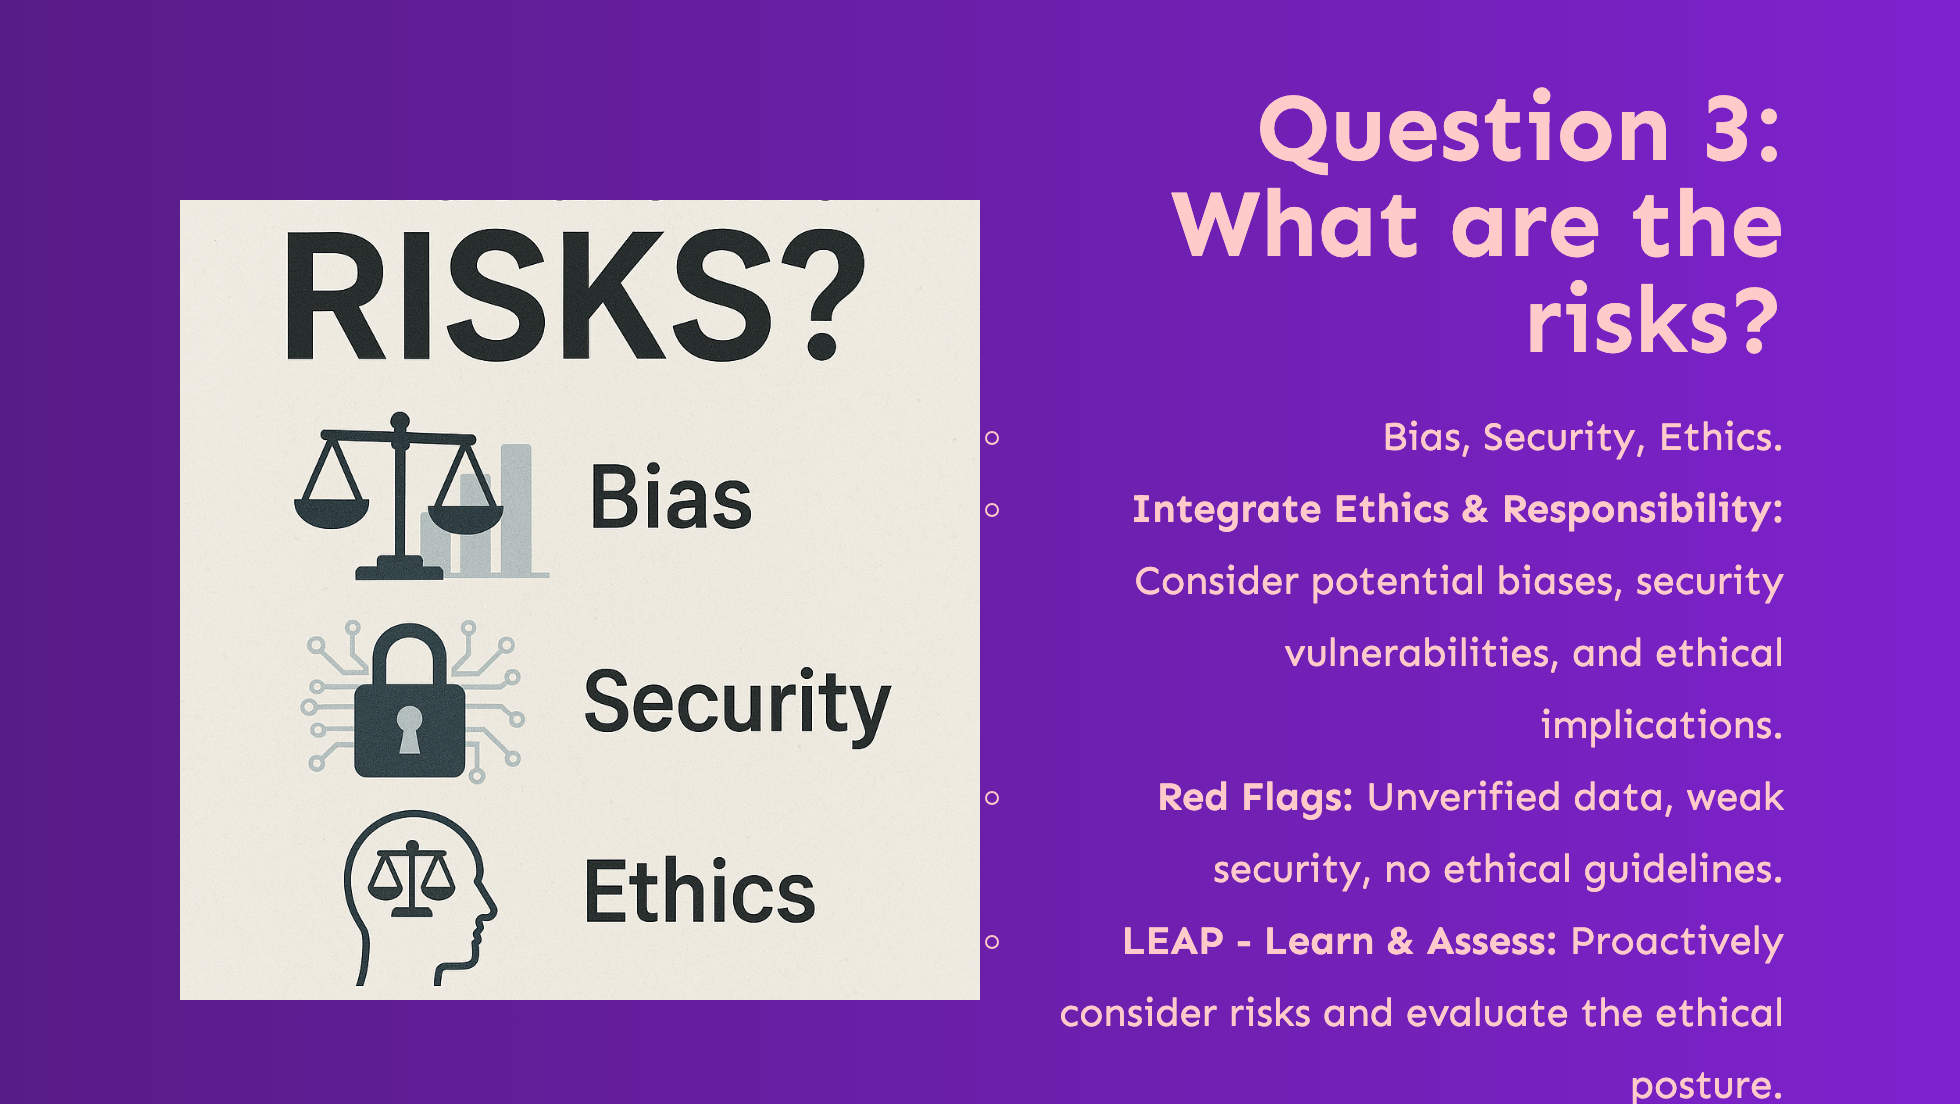 RISKS?
Bias
Security
Ethics
Question 3:
What are the
risks?
Bias, Security, Ethics.
Integrate Ethics & Responsibility:
Consider potential biases, security
vulnerabilities, and ethical
implications.
Red Flags: Unverified data, weak
security, no ethical guidelines.
LEAP - Learn & Assess: Proactively
consider risks and evaluate the ethical
posture.